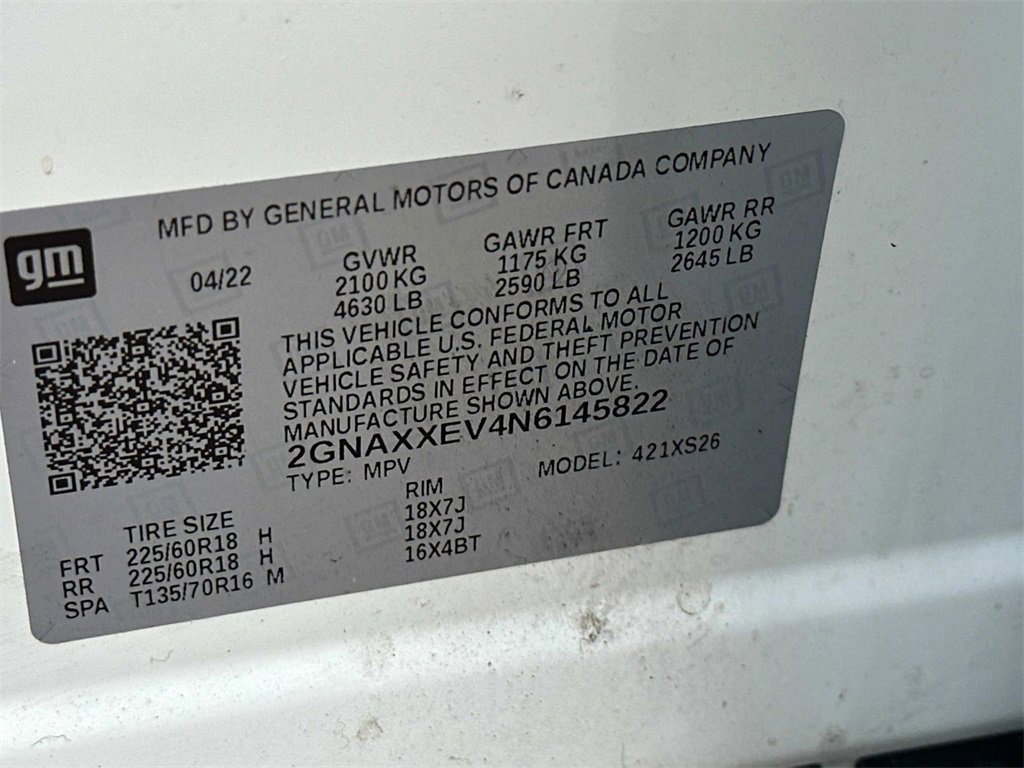 MFD BY GENERAL MOTORS OF CANADA COMPANY
gm
04/22
GVWR
2100 KG
4630 LB
GAWR FRT
1175 KG
2590 LB
GAWR RR
1200 KG
2645 LB
THIS VEHICLE CONFORMS TO ALL
APPLICABLE U.S. FEDERAL MOTOR
VEHICLE SAFETY AND THEFT PREVENTION
STANDARDS IN EFFECT ON THE DATE OF
MANUFACTURE SHOWN ABOVE.
2GNAXXEV4N6145822
TYPE: MPV MODEL: 421XS26
TIRE SIZE RIM
FRT 225/60R18 H 18X7J
RR 225/60R18 H 18X7J
SPA T135/70R16 M 16X4BT